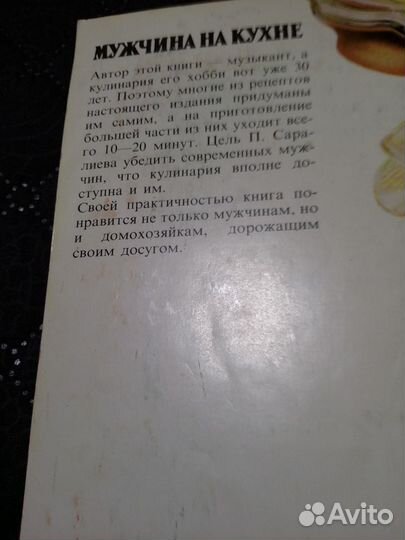 МУЖЧИНА НА КУХНЕ
Автор этой книги — музыкант, а
кулинария его хобби вот уже 30
лет. Поэтому многие из рецептов
настоящего издания придуманы
им самим, а на приготовление
большей части из них уходит все-
го 10—20 минут. Цель П. Сара-
лиева убедить современных муж-
чин, что кулинария вполне до-
ступна и им.
Своей практичностью книга по-
нравится не только мужчинам, но
и домохозяйкам, дорожащим
своим досугом.
Avito